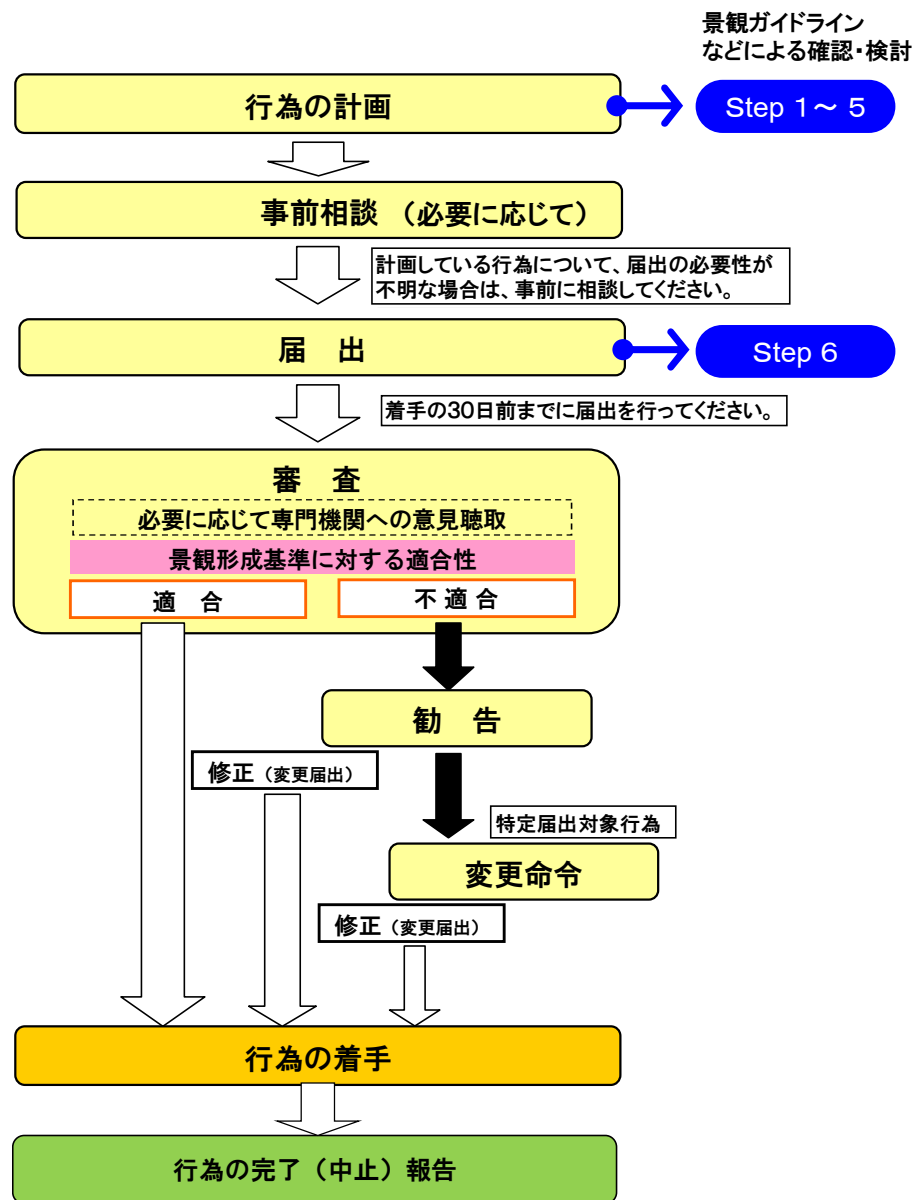 景観ガイドライン
などによる確認・検討
行為の計画
Step 1～ 5
事前相談 （必要に応じて）
計画している行為について、届出の必要性が
不明な場合は、事前に相談してください。
届　出
Step 6
着手の30日前までに届出を行ってください。
審　査
必要に応じて専門機関への意見聴取
景観形成基準に対する適合性
適　合
不 適 合
勧　告
修正（変更届出）
特定届出対象行為
変更命令
修正（変更届出）
行為の着手
行為の完了（中止）報告